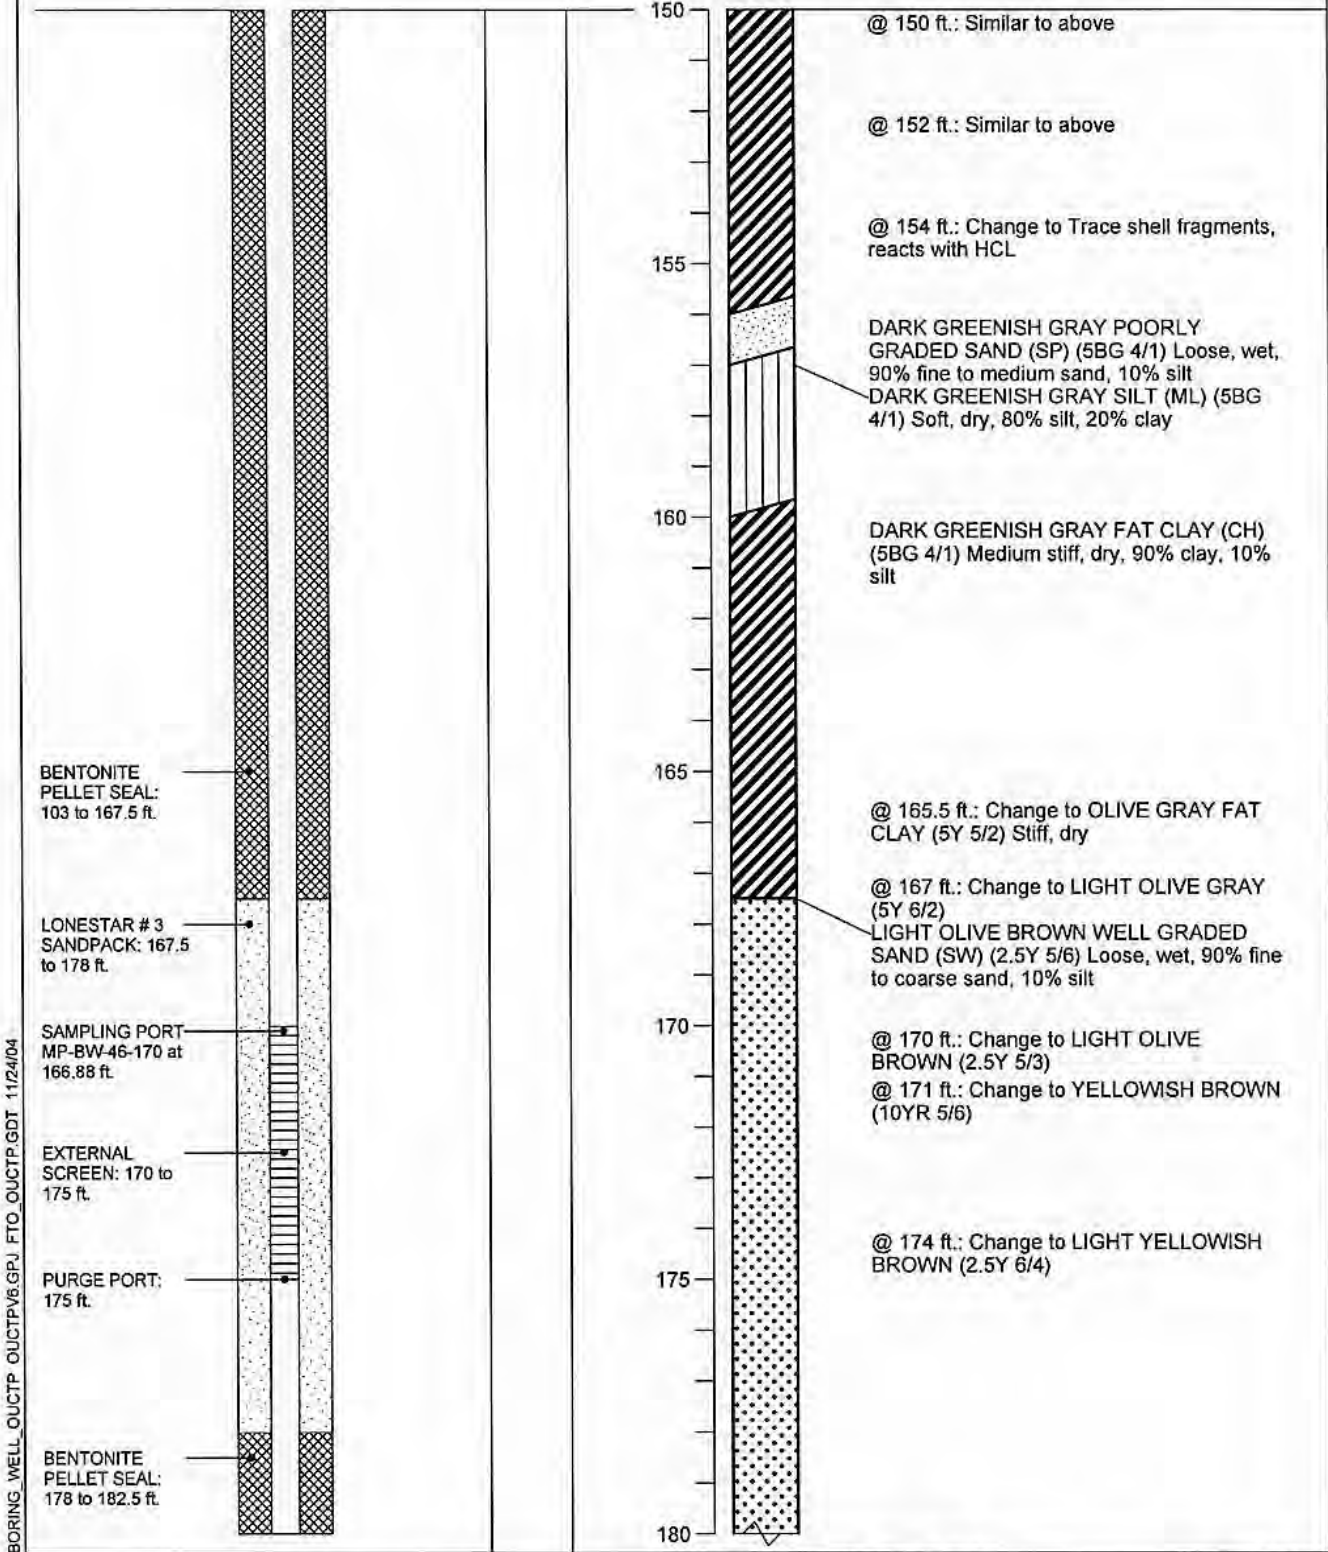 150
@ 150 ft.: Similar to above
@ 152 ft.: Similar to above
@ 154 ft.: Change to Trace shell fragments,
reacts with HCL
155
DARK GREENISH GRAY POORLY
GRADED SAND (SP) (5BG 4/1) Loose, wet,
90% fine to medium sand, 10% silt
DARK GREENISH GRAY SILT (ML) (5BG
4/1) Soft, dry, 80% silt, 20% clay
160
DARK GREENISH GRAY FAT CLAY (CH)
(5BG 4/1) Medium stiff, dry, 90% clay, 10%
silt
BENTONITE
PELLET SEAL:
103 to 167.5 ft.
165
@ 165.5 ft.: Change to OLIVE GRAY FAT
CLAY (5Y 5/2) Stiff, dry
@ 167 ft.: Change to LIGHT OLIVE GRAY
(5Y 6/2)
LONESTAR # 3
SANDPACK: 167.5
to 178 ft.
LIGHT OLIVE BROWN WELL GRADED
SAND (SW) (2.5Y 5/6) Loose, wet, 90% fine
to coarse sand, 10% silt
SAMPLING PORT
MP-BW-46-170 at
166.88 ft.
170
@ 170 ft.: Change to LIGHT OLIVE
BROWN (2.5Y 5/3)
@ 171 ft.: Change to YELLOWISH BROWN
(10YR 5/6)
EXTERNAL
SCREEN: 170 to
175 ft.
@ 174 ft.: Change to LIGHT YELLOWISH
BROWN (2.5Y 6/4)
PURGE PORT:
175 ft.
175
BENTONITE
PELLET SEAL:
178 to 182.5 ft.
180
BORING_WELL_OUCTP OUCTPV6.GPJ FTO_OUCTP.GDT 11/24/04